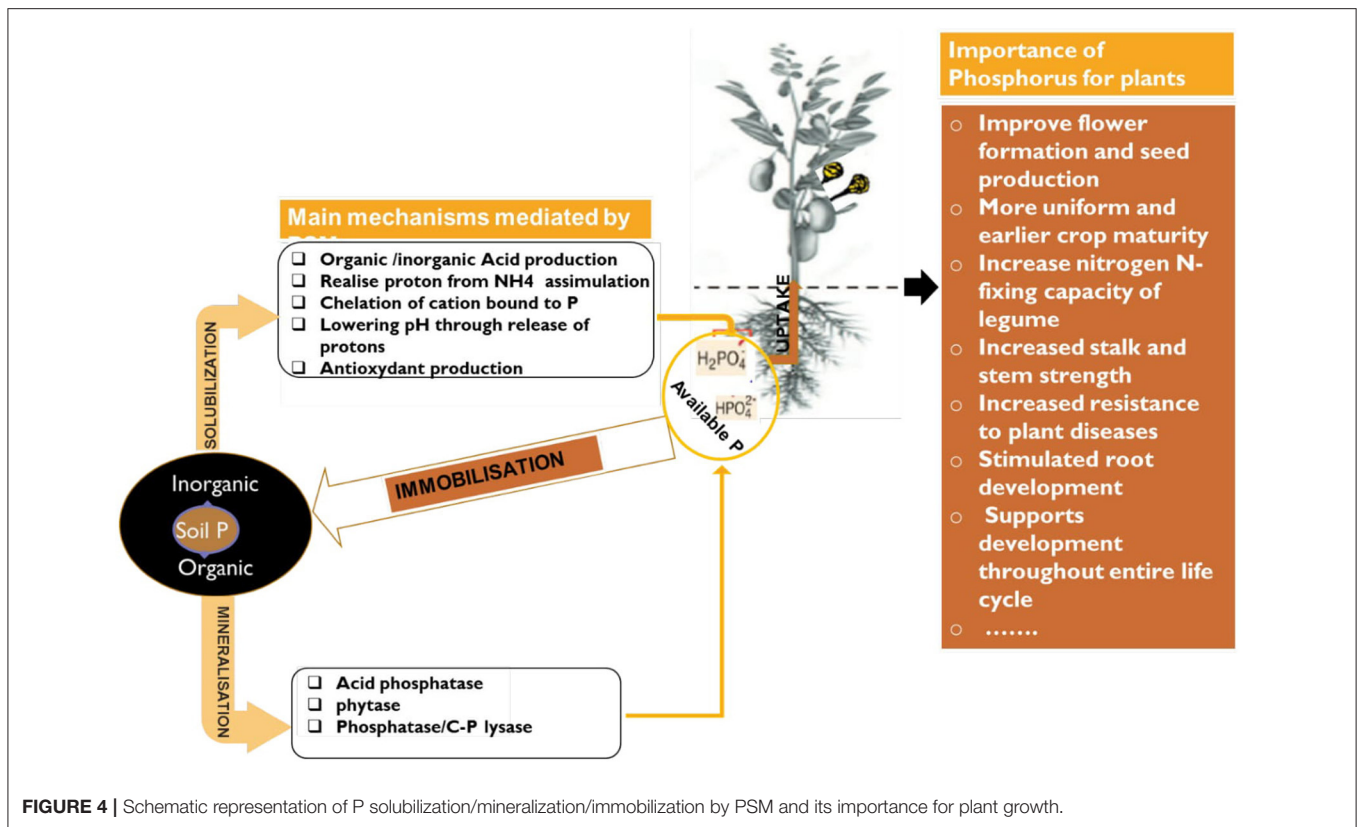 Importance of
Phosphorus for plants
○ Improve flower
formation and seed
production
○ More uniform and
earlier crop maturity
○ Increase nitrogen N-
fixing capacity of
legume
○ Increased stalk and
stem strength
○ Increased resistance
to plant diseases
○ Stimulated root
development
○ Supports
development
throughout entire life
cycle
○ .......
Main mechanisms mediated by
❑ Organic /inorganic Acid production
❑ Realise proton from NH4 assimulation
❑ Chelation of cation bound to P
❑ Lowering pH through release of
protons
❑ Antioxydant production
SOLUBILIZATION
UPTAKE
H₂PO₄⁻
HPO₄²⁻
Available P
IMMOBILISATION
Inorganic
Soil P
Organic
MINERALISATION
❑ Acid phosphatase
❑ phytase
❑ Phosphatase/C-P lysase
FIGURE 4 | Schematic representation of P solubilization/mineralization/immobilization by PSM and its importance for plant growth.